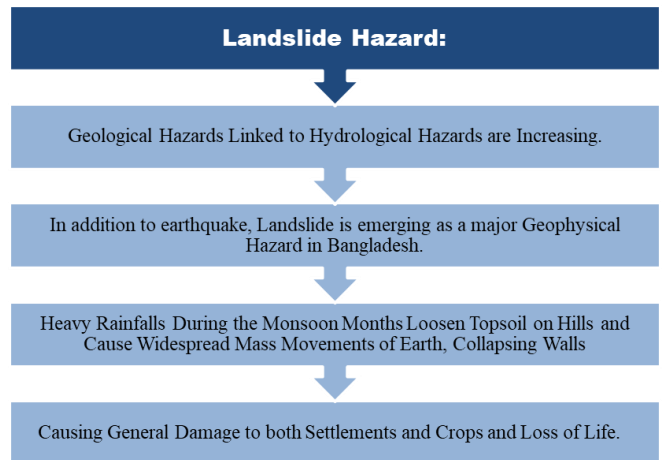 Landslide Hazard:
Geological Hazards Linked to Hydrological Hazards are Increasing.
In addition to earthquake, Landslide is emerging as a major Geophysical
Hazard in Bangladesh.
Heavy Rainfalls During the Monsoon Months Loosen Topsoil on Hills and
Cause Widespread Mass Movements of Earth, Collapsing Walls
Causing General Damage to both Settlements and Crops and Loss of Life.